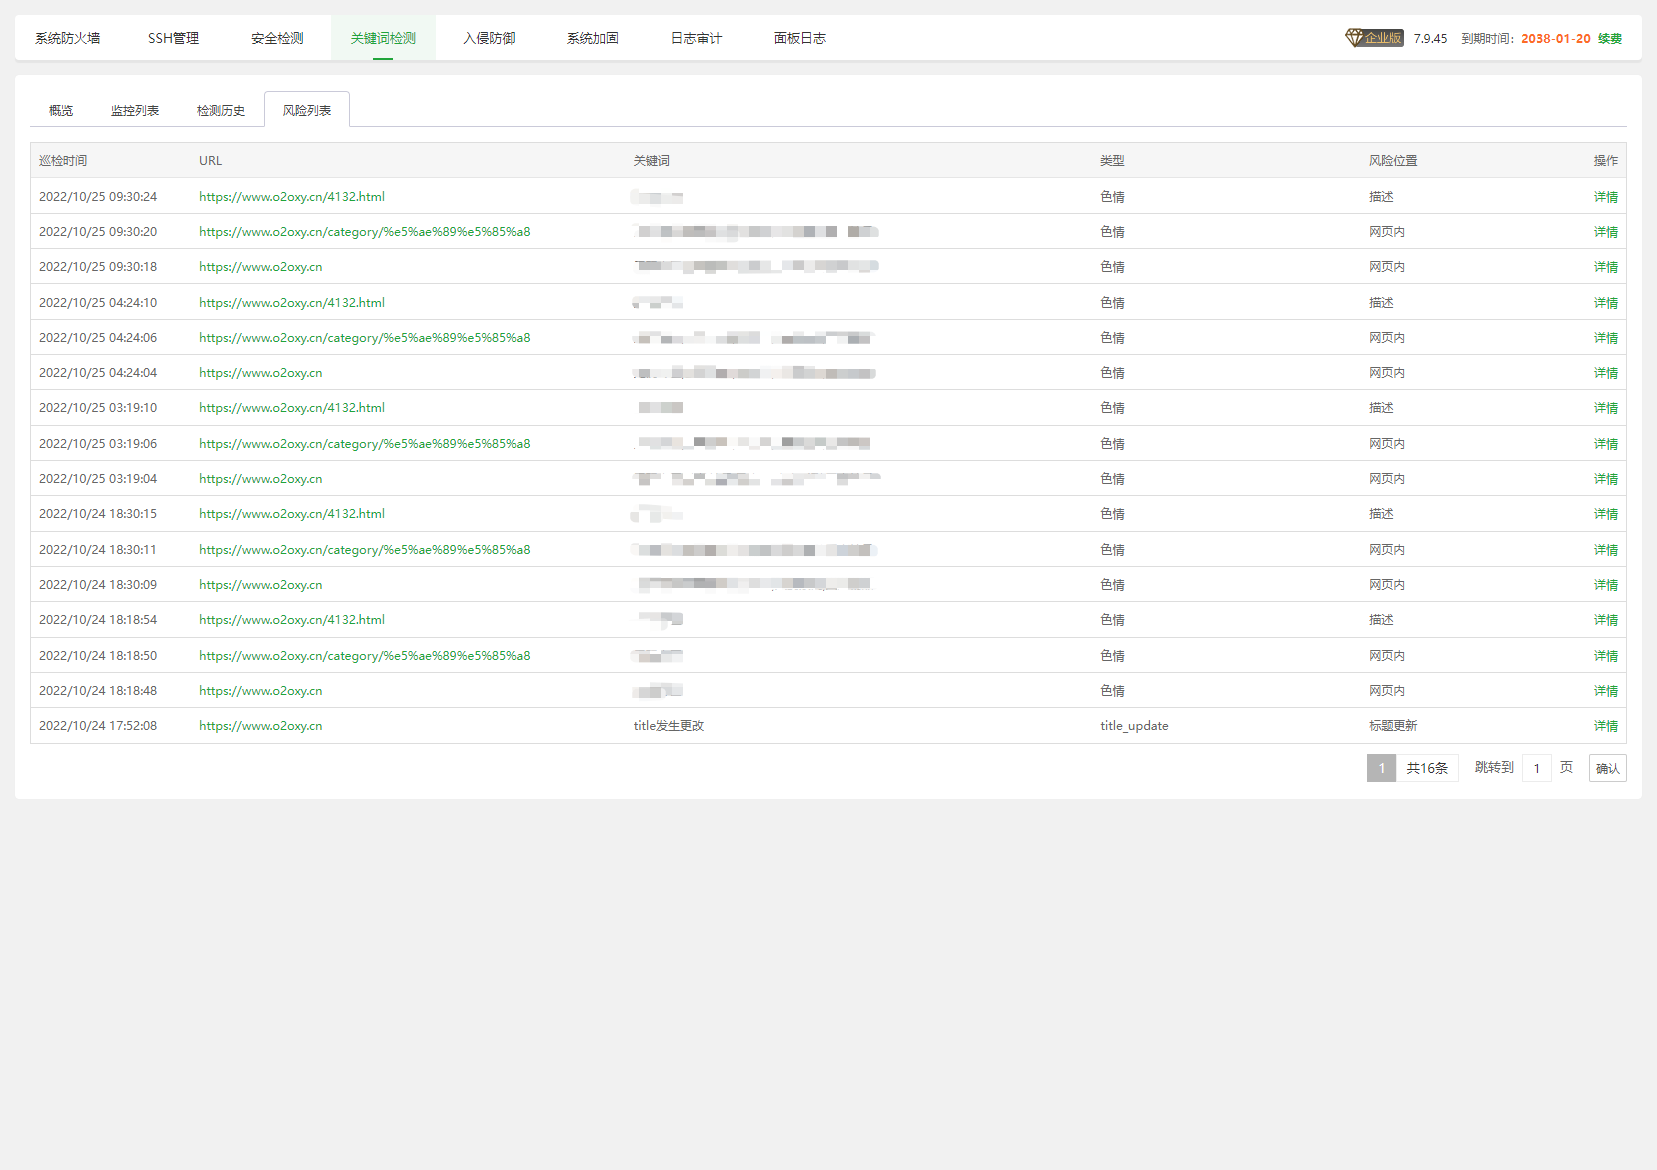 系统防火墙 SSH管理 安全检测 关键词检测 入侵防御 系统加固 日志审计 面板日志 企业版 7.9.45 到期时间: 2038-01-20 续费
概览 监控列表 检测历史 风险列表
巡检时间 URL 关键词 类型 风险位置 操作
2022/10/25 09:30:24 https://www.o2oxy.cn/4132.html 色情 描述 详情
2022/10/25 09:30:20 https://www.o2oxy.cn/category/%e5%ae%89%e5%85%a8 色情 网页内 详情
2022/10/25 09:30:18 https://www.o2oxy.cn 色情 网页内 详情
2022/10/25 04:24:10 https://www.o2oxy.cn/4132.html 色情 描述 详情
2022/10/25 04:24:06 https://www.o2oxy.cn/category/%e5%ae%89%e5%85%a8 色情 网页内 详情
2022/10/25 04:24:04 https://www.o2oxy.cn 色情 网页内 详情
2022/10/25 03:19:10 https://www.o2oxy.cn/4132.html 色情 描述 详情
2022/10/25 03:19:06 https://www.o2oxy.cn/category/%e5%ae%89%e5%85%a8 色情 网页内 详情
2022/10/25 03:19:04 https://www.o2oxy.cn 色情 网页内 详情
2022/10/24 18:30:15 https://www.o2oxy.cn/4132.html 色情 描述 详情
2022/10/24 18:30:11 https://www.o2oxy.cn/category/%e5%ae%89%e5%85%a8 色情 网页内 详情
2022/10/24 18:30:09 https://www.o2oxy.cn 色情 网页内 详情
2022/10/24 18:18:54 https://www.o2oxy.cn/4132.html 色情 描述 详情
2022/10/24 18:18:50 https://www.o2oxy.cn/category/%e5%ae%89%e5%85%a8 色情 网页内 详情
2022/10/24 18:18:48 https://www.o2oxy.cn 色情 网页内 详情
2022/10/24 17:52:08 https://www.o2oxy.cn title发生更改 title_update 标题更新 详情
1 共16条 跳转到 1 页 确认